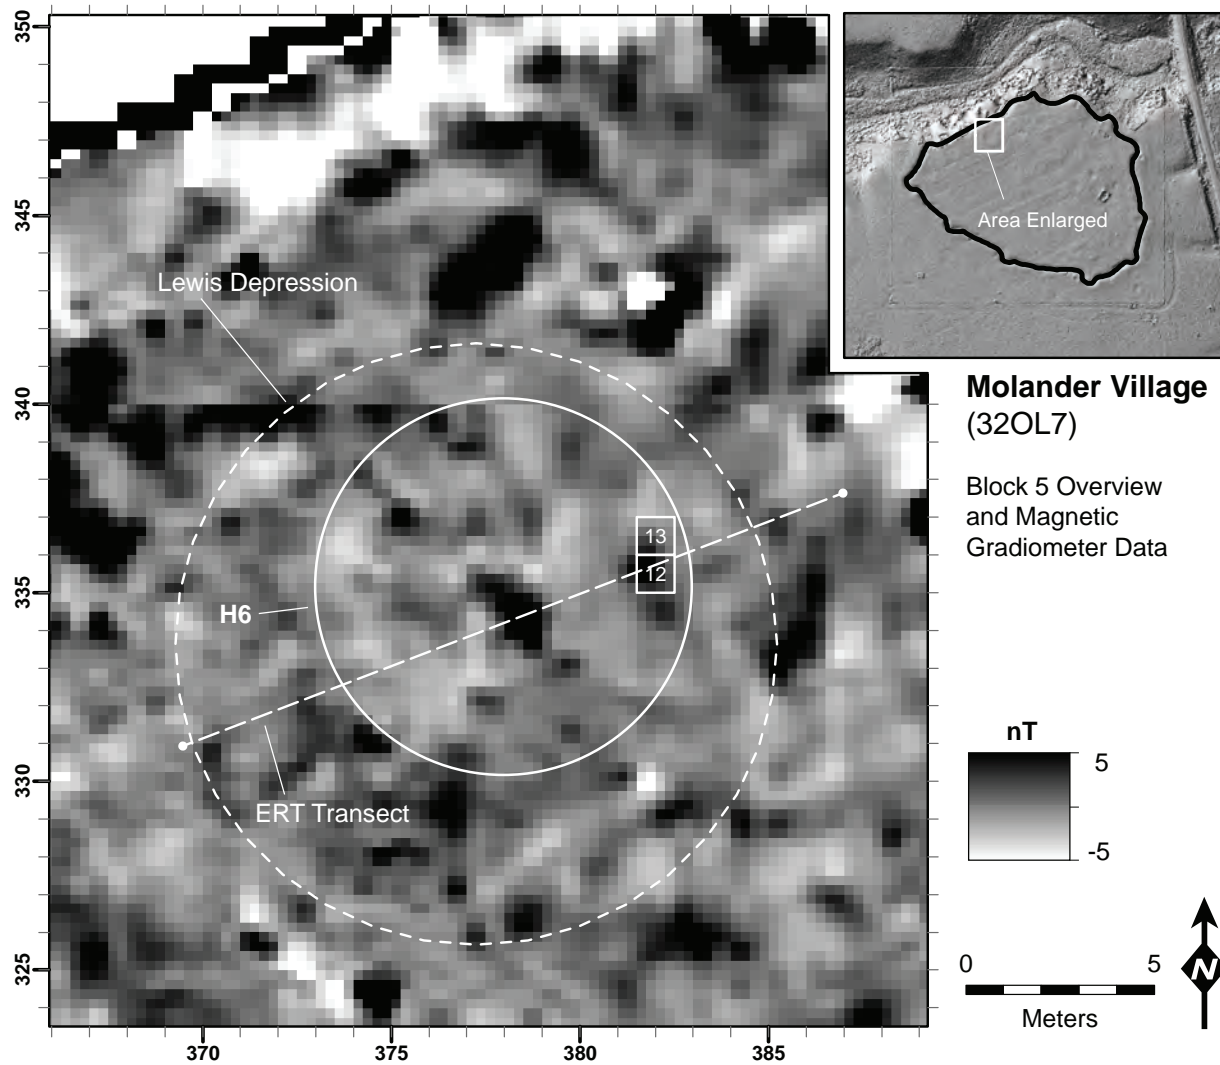 350
345
340
335
330
325
370
375
380
385
Lewis Depression
H6
13
12
ERT Transect
Area Enlarged
Molander Village
(32OL7)
Block 5 Overview
and Magnetic
Gradiometer Data
nT
5
-5
0
5
Meters
N